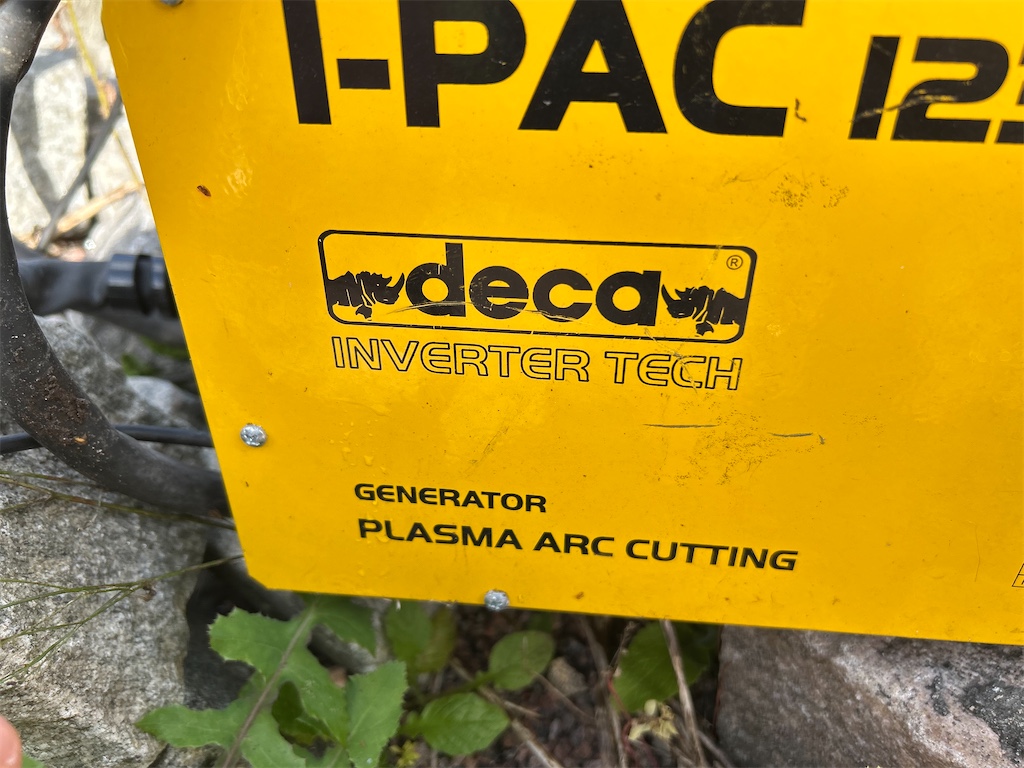 I-PAC
deca ®
INVERTER TECH
GENERATOR
PLASMA ARC CUTTING